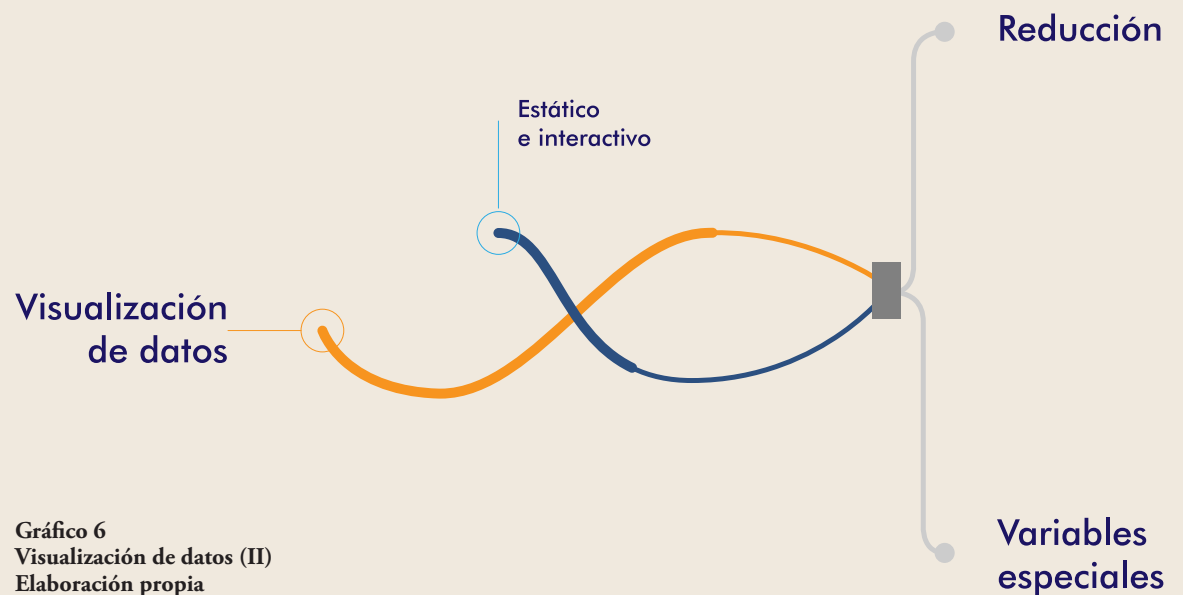 Reducción
Estático
e interactivo
Visualización
de datos
Variables
especiales
Gráfico 6
Visualización de datos (II)
Elaboración propia